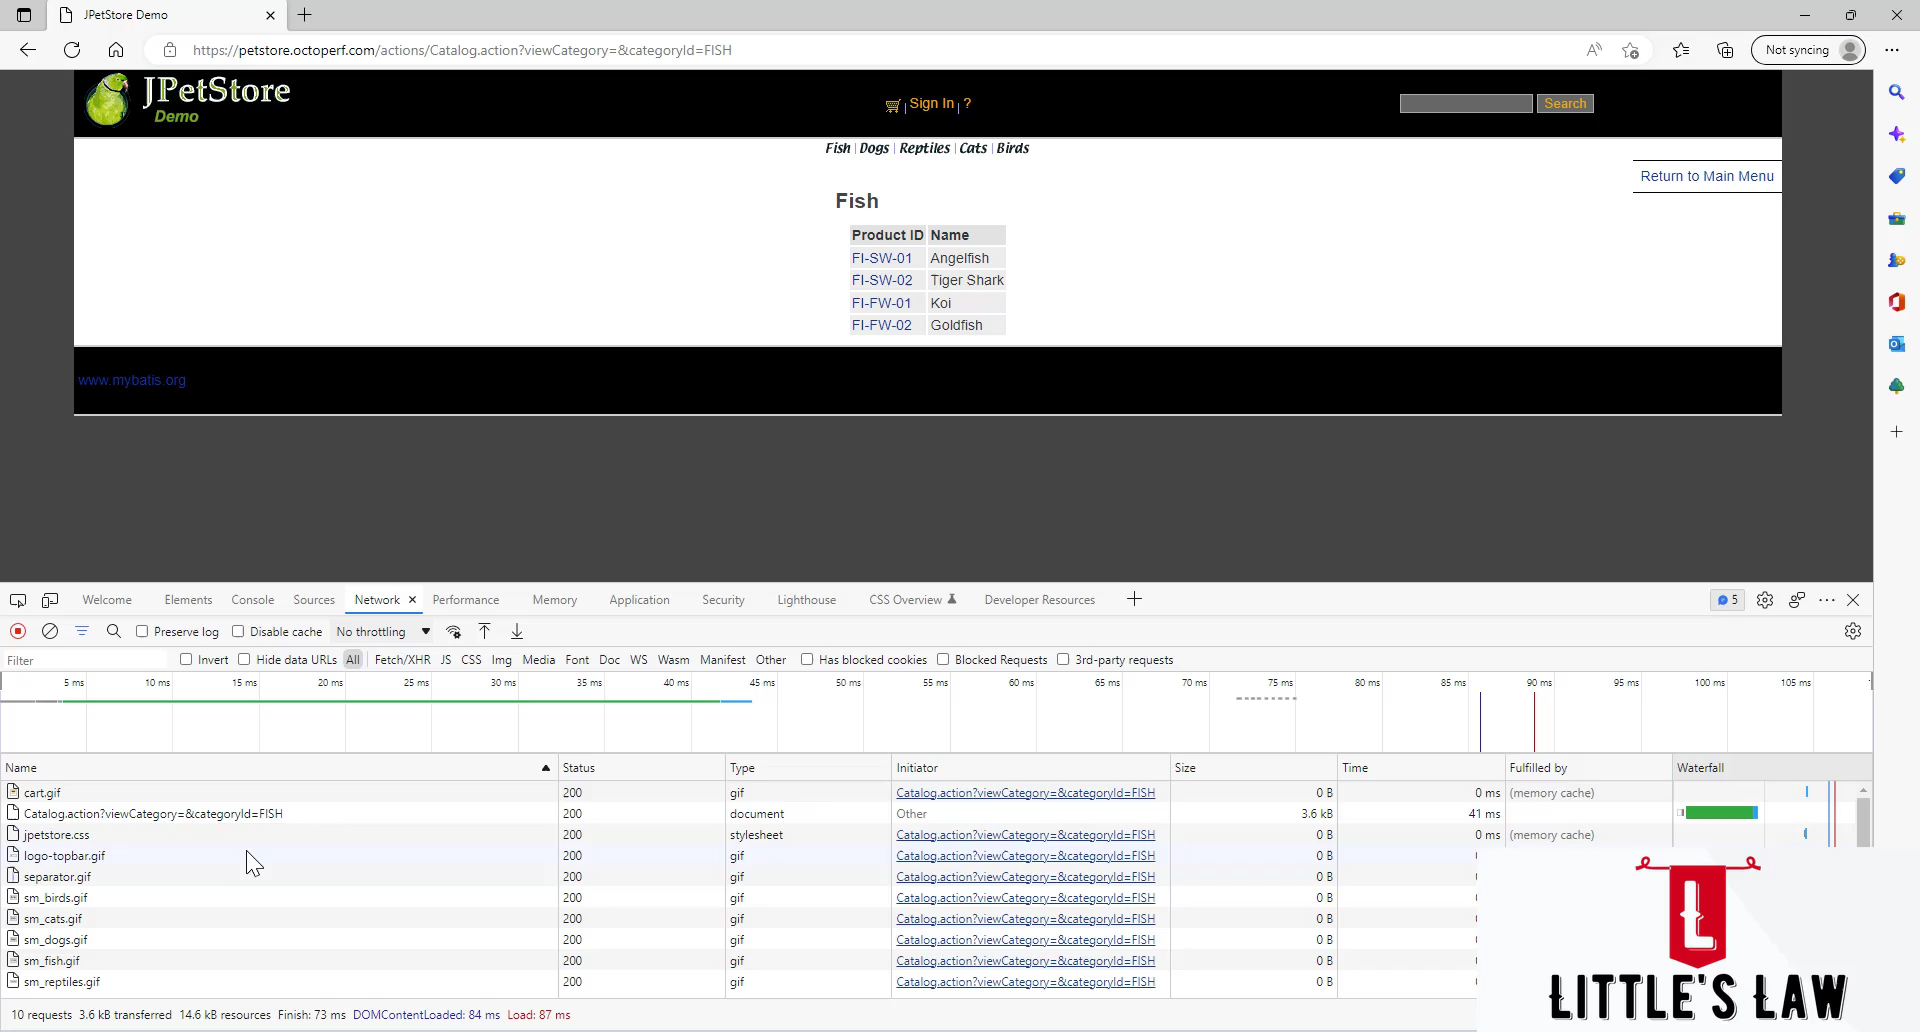 JPetStore Demo
https://petstore.octoperf.com/actions/Catalog.action?viewCategory=&categoryId=FISH
Not syncing
JPetStore
Demo
Sign In | ?
Search
Fish | Dogs | Reptiles | Cats | Birds
Return to Main Menu
Fish
Product ID Name
FI-SW-01 Angelfish
FI-SW-02 Tiger Shark
FI-FW-01 Koi
FI-FW-02 Goldfish
www.mybatis.org
Welcome Elements Console Sources Network Performance Memory Application Security Lighthouse CSS Overview Developer Resources 5
Preserve log Disable cache No throttling
Filter Invert Hide data URLs All Fetch/XHR JS CSS Img Media Font Doc WS Wasm Manifest Other Has blocked cookies Blocked Requests 3rd-party requests
5 ms 10 ms 15 ms 20 ms 25 ms 30 ms 35 ms 40 ms 45 ms 50 ms 55 ms 60 ms 65 ms 70 ms 75 ms 80 ms 85 ms 90 ms 95 ms 100 ms 105 ms
Name Status Type Initiator Size Time Fulfilled by Waterfall
cart.gif 200 gif Catalog.action?viewCategory=&categoryId=FISH 0 B 0 ms (memory cache)
Catalog.action?viewCategory=&categoryId=FISH 200 document Other 3.6 kB 41 ms
jpetstore.css 200 stylesheet Catalog.action?viewCategory=&categoryId=FISH 0 B 0 ms (memory cache)
logo-topbar.gif 200 gif Catalog.action?viewCategory=&categoryId=FISH 0 B
separator.gif 200 gif Catalog.action?viewCategory=&categoryId=FISH 0 B
sm_birds.gif 200 gif Catalog.action?viewCategory=&categoryId=FISH 0 B
sm_cats.gif 200 gif Catalog.action?viewCategory=&categoryId=FISH 0 B
sm_dogs.gif 200 gif Catalog.action?viewCategory=&categoryId=FISH 0 B
sm_fish.gif 200 gif Catalog.action?viewCategory=&categoryId=FISH 0 B
sm_reptiles.gif 200 gif Catalog.action?viewCategory=&categoryId=FISH 0 B
10 requests 3.6 kB transferred 14.6 kB resources Finish: 73 ms DOMContentLoaded: 84 ms Load: 87 ms
L
LITTLE'S LAW